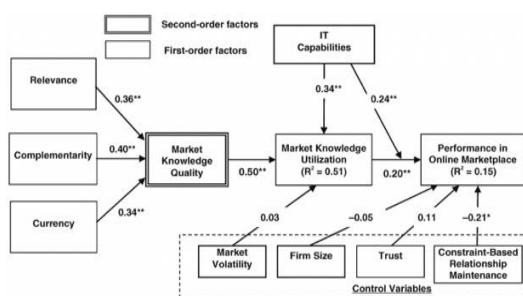 Second-order factors
First-order factors
IT
Capabilities
Relevance
0.36**
0.34**
0.24**
Complementarity
0.40**
Market
Knowledge
Quality
0.50**
Market Knowledge
Utilization
(R² = 0.51)
0.20**
Performance in
Online Marketplace
(R² = 0.15)
Currency
0.34**
0.03
–0.05
0.11
–0.21*
Market
Volatility
Firm Size
Trust
Constraint-Based
Relationship
Maintenance
Control Variables